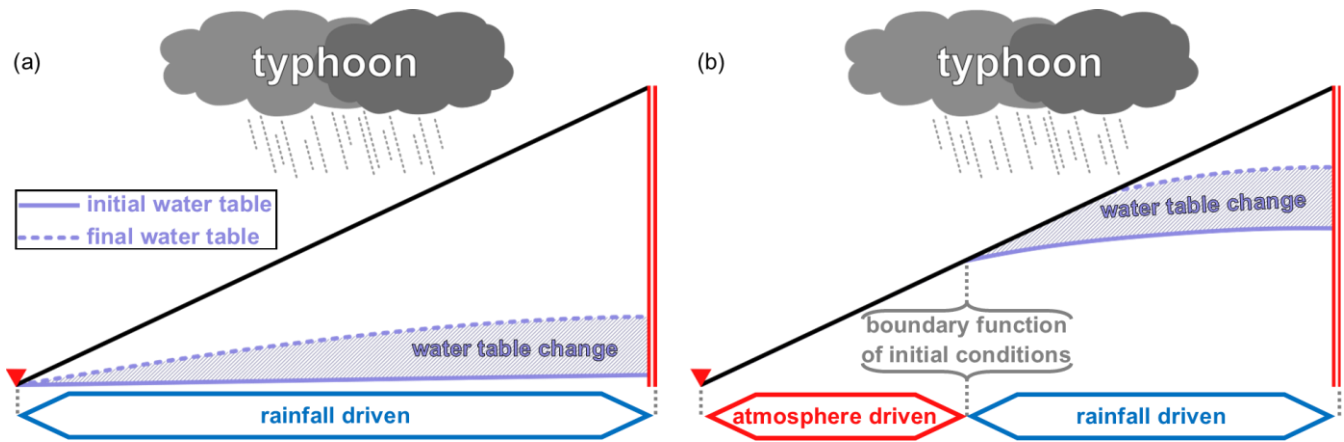 (a)
typhoon
initial water table
final water table
water table change
rainfall driven
(b)
typhoon
water table change
boundary function
of initial conditions
atmosphere driven
rainfall driven